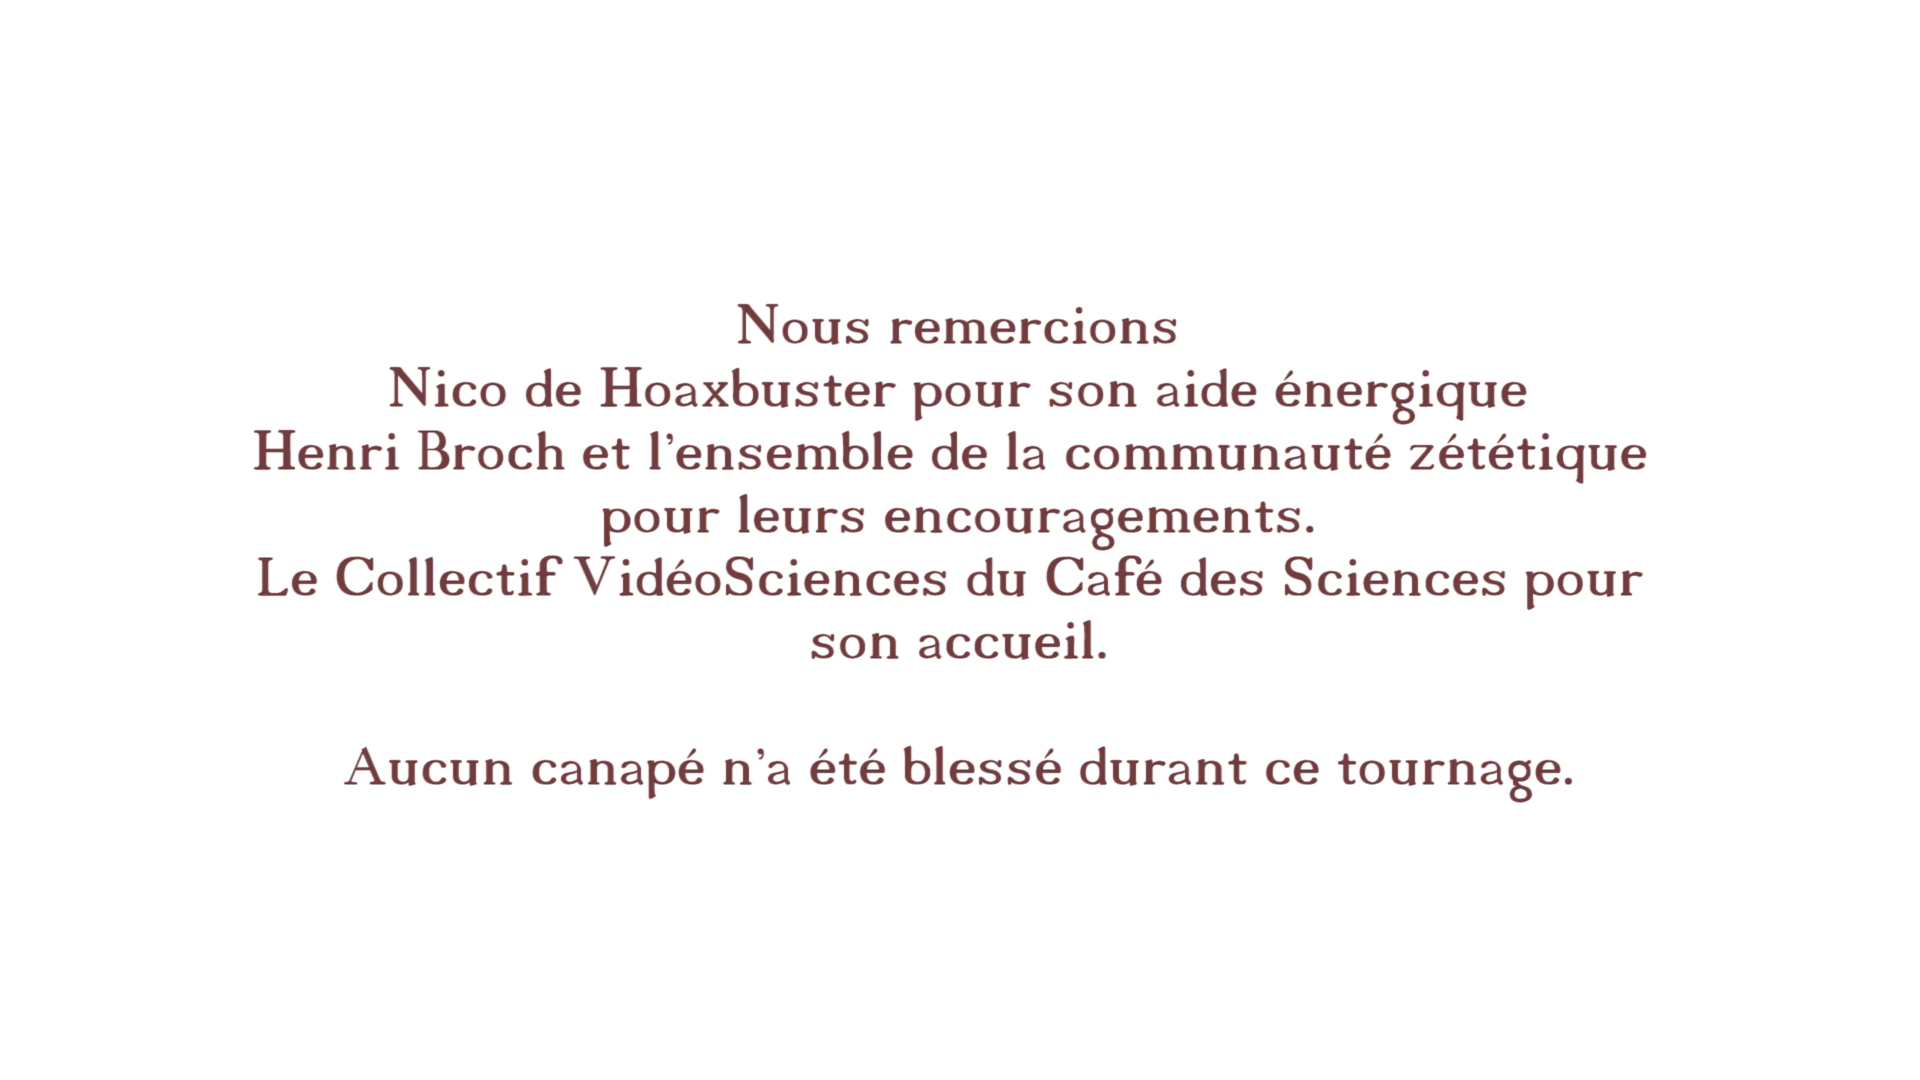 Nous remercions
Nico de Hoaxbuster pour son aide énergique
Henri Broch et l’ensemble de la communauté zététique
pour leurs encouragements.
Le Collectif VidéoSciences du Café des Sciences pour
son accueil.
Aucun canapé n’a été blessé durant ce tournage.